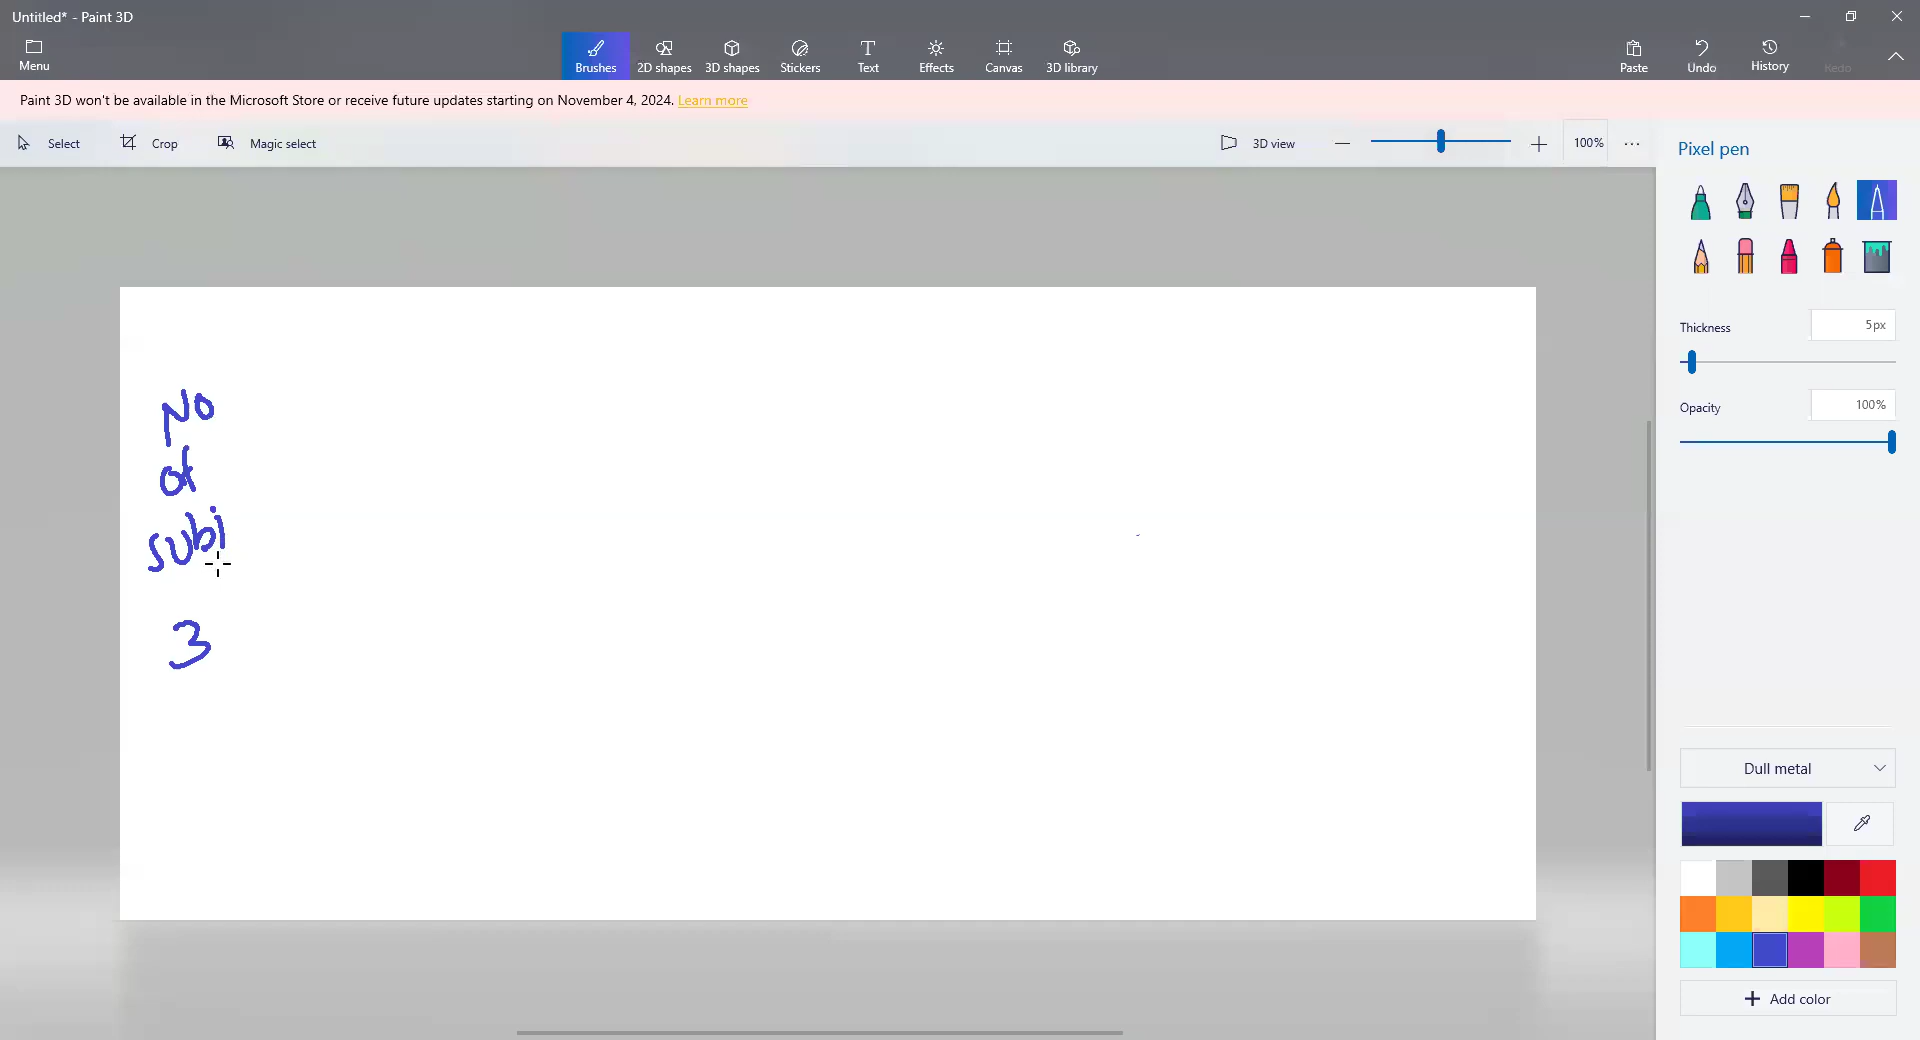 Untitled* - Paint 3D
Menu
Brushes
2D shapes
3D shapes
Stickers
Text
Effects
Canvas
3D library
Paste
Undo
History
Redo
Paint 3D won't be available in the Microsoft Store or receive future updates starting on November 4, 2024. Learn more
Select
Crop
Magic select
3D view
100%
Pixel pen
Thickness
5px
Opacity
100%
No
of
subj
3
Dull metal
Add color